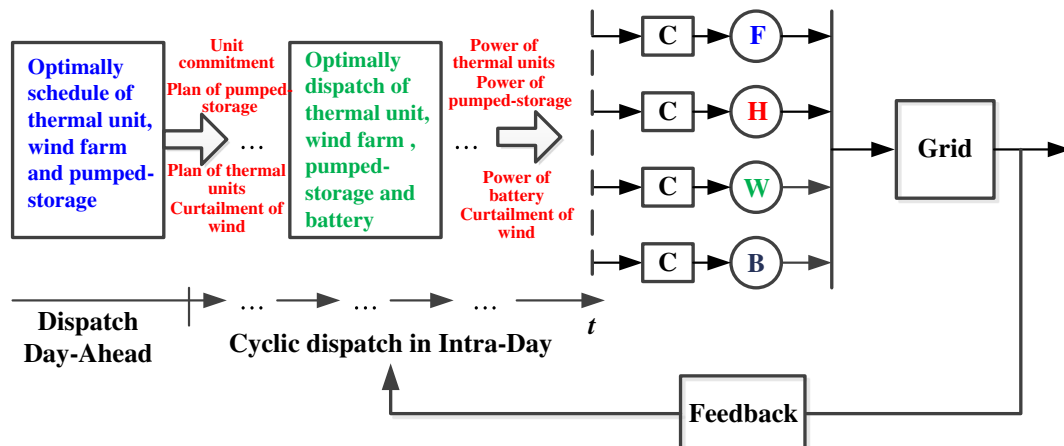 Optimally
schedule of
thermal unit,
wind farm
and pumped-
storage
Unit
commitment
Plan of pumped-
storage
...
Plan of thermal
units
Curtailment of
wind
Optimally
dispatch of
thermal unit,
wind farm ,
pumped-
storage and
battery
Power of
thermal units
Power of
pumped-storage
...
Power of
battery
Curtailment of
wind
C
F
C
H
C
W
C
B
Grid
...
...
...
t
Dispatch
Day-Ahead
Cyclic dispatch in Intra-Day
Feedback